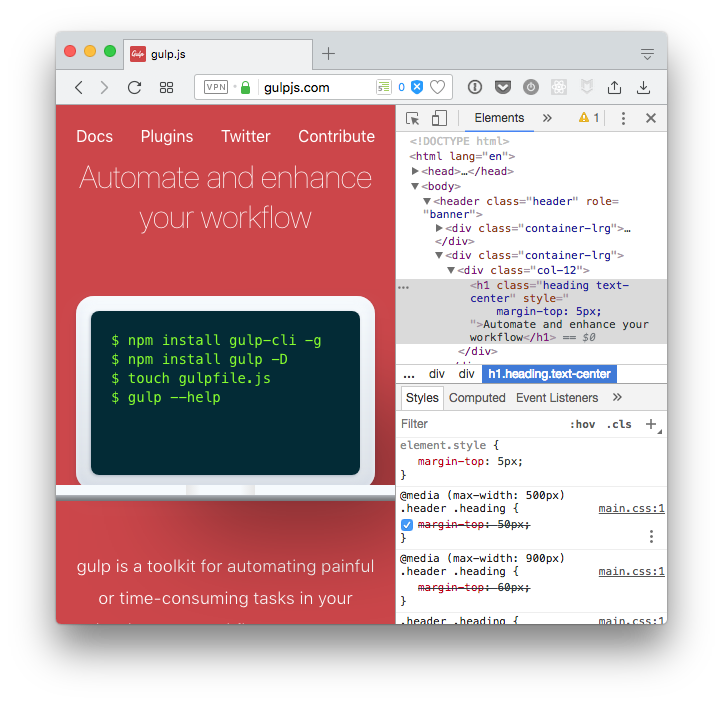 gulp.js
VPN gulpjs.com 0
Docs Plugins Twitter Contribute
Automate and enhance
your workflow
$ npm install gulp-cli -g
$ npm install gulp -D
$ touch gulpfile.js
$ gulp --help
gulp is a toolkit for automating painful
or time-consuming tasks in your
Elements » 1
<!DOCTYPE html>
<html lang="en">
<head>…</head>
<body>
<header class="header" role=
"banner">
<div class="container-lrg">…
</div>
<div class="container-lrg">
<div class="col-12">
… <h1 class="heading text-
center" style="
margin-top: 5px;
">Automate and enhance your
workflow</h1> == $0
</div>
... div div h1.heading.text-center
Styles Computed Event Listeners »
Filter :hov .cls +
element.style {
margin-top: 5px;
}
@media (max-width: 500px)
.header .heading { main.css:1
margin-top: 50px;
}
@media (max-width: 900px)
.header .heading { main.css:1
margin-top: 60px;
}
.header .heading { main.css:1